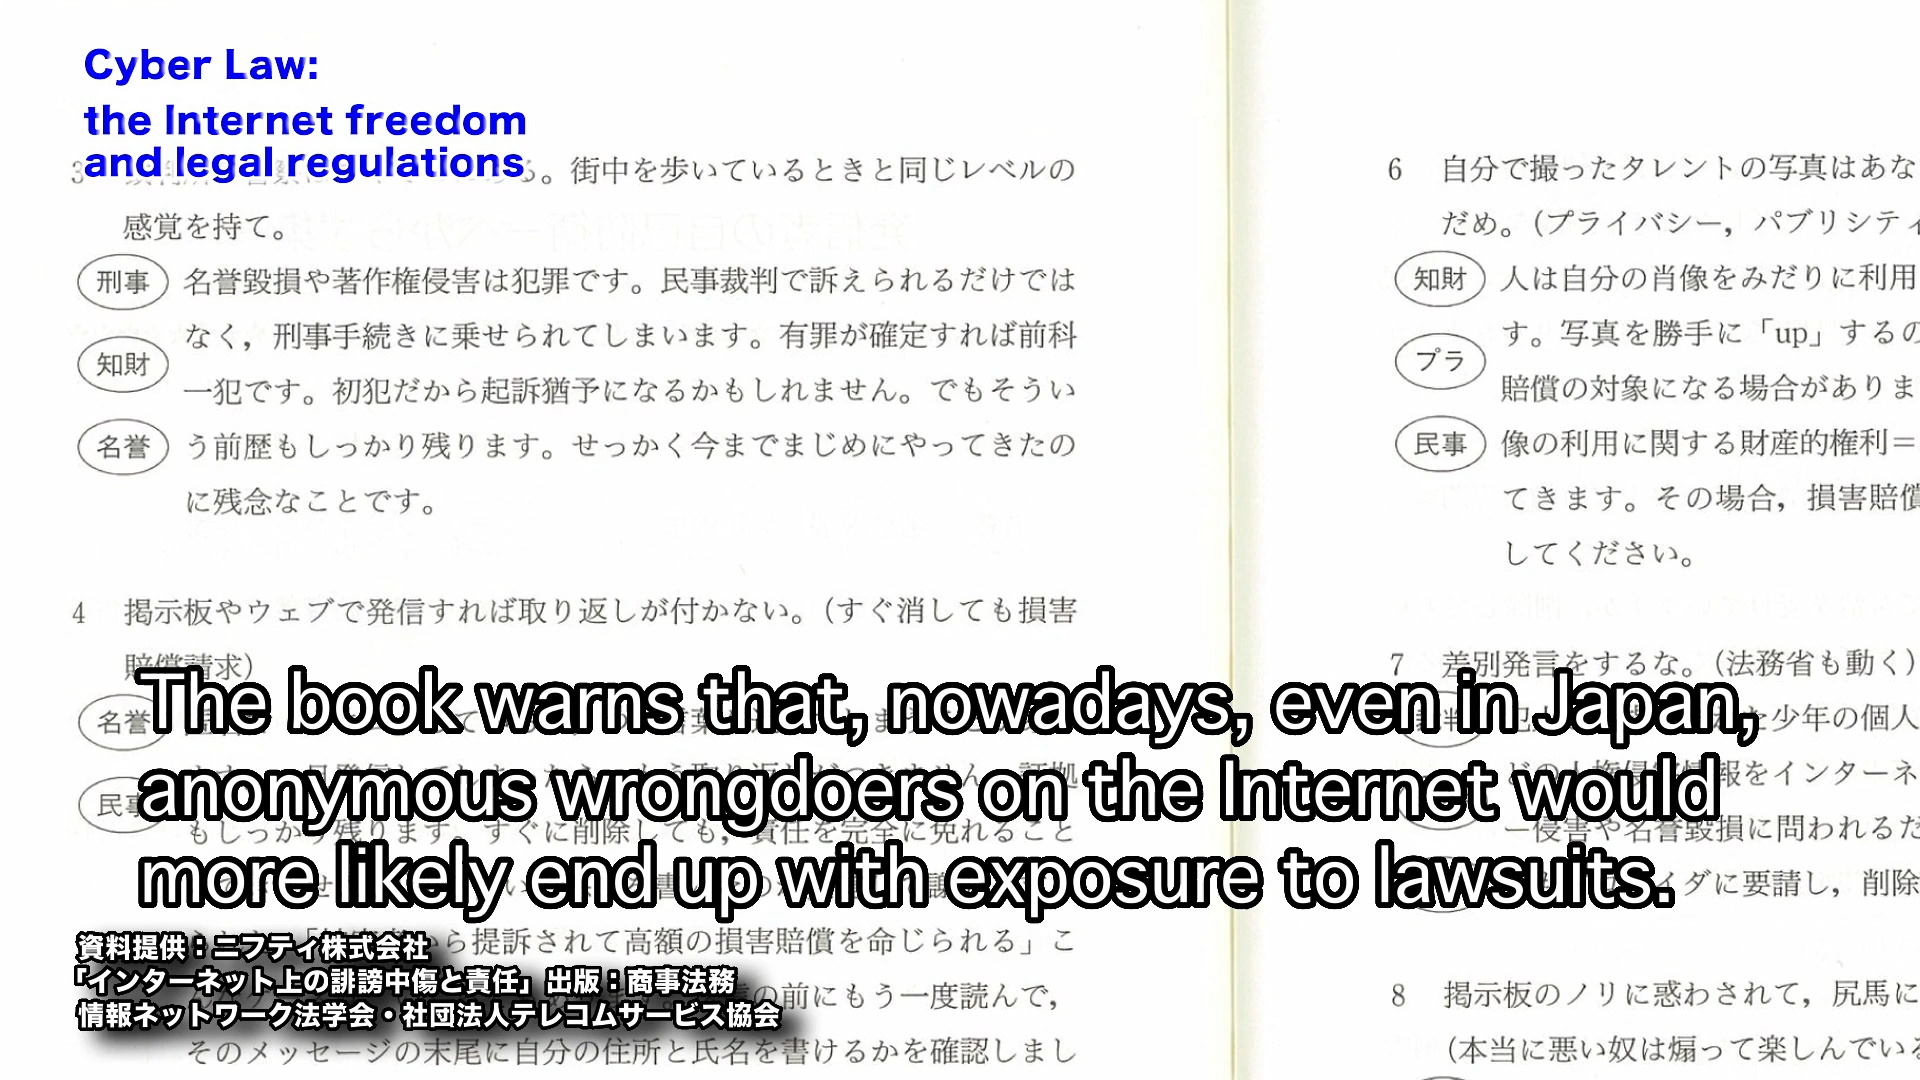 Cyber Law:
the Internet freedom
and legal regulations
3
。街中を歩いているときと同じレベルの
感覚を持て。
刑事 名誉毀損や著作権侵害は犯罪です。民事裁判で訴えられるだけでは
なく，刑事手続きに乗せられてしまいます。有罪が確定すれば前科
知財
一犯です。初犯だから起訴猶予になるかもしれません。でもそうい
名誉 う前歴もしっかり残ります。せっかく今までまじめにやってきたの
に残念なことです。
4 掲示板やウェブで発信すれば取り返しが付かない。（すぐ消しても損害
賠償請求）
名誉
民事
もしっかり残ります。すぐに削除しても，責任を完全に免れること
から提訴されて高額の損害賠償を命じられる」こ
の前にもう一度読んで，
そのメッセージの末尾に自分の住所と氏名を書けるかを確認しまし
6 自分で撮ったタレントの写真はあな
だめ。（プライバシー，パブリシティ
知財 人は自分の肖像をみだりに利用
す。写真を勝手に「up」するの
プラ
賠償の対象になる場合がありま
民事 像の利用に関する財産的権利＝
てきます。その場合，損害賠償
してください。
7 差別発言をするな。（法務省も動く）
少年の個人
報をインターネ
ー侵害や名誉毀損に問われるだ
イダに要請し，削除
8 掲示板のノリに惑わされて，尻馬に
（本当に悪い奴は煽って楽しんでいる
The book warns that, nowadays, even in Japan,
anonymous wrongdoers on the Internet would
more likely end up with exposure to lawsuits.
資料提供：ニフティ株式会社
「インターネット上の誹謗中傷と責任」出版：商事法務
情報ネットワーク法学会・社団法人テレコムサービス協会